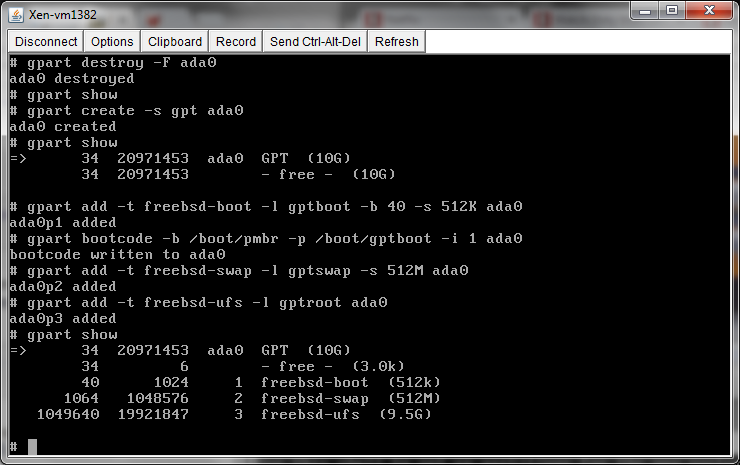 Xen-vm1382
Disconnect Options Clipboard Record Send Ctrl-Alt-Del Refresh
# gpart destroy -F ada0
ada0 destroyed
# gpart show
# gpart create -s gpt ada0
ada0 created
# gpart show
=>      34  20971453  ada0  GPT  (10G)
        34  20971453        - free -  (10G)
# gpart add -t freebsd-boot -l gptboot -b 40 -s 512K ada0
ada0p1 added
# gpart bootcode -b /boot/pmbr -p /boot/gptboot -i 1 ada0
bootcode written to ada0
# gpart add -t freebsd-swap -l gptswap -s 512M ada0
ada0p2 added
# gpart add -t freebsd-ufs -l gptroot ada0
ada0p3 added
# gpart show
=>      34  20971453  ada0  GPT  (10G)
        34         6        - free -  (3.0k)
        40      1024     1  freebsd-boot  (512k)
      1064   1048576     2  freebsd-swap  (512M)
   1049640  19921847     3  freebsd-ufs  (9.5G)
#